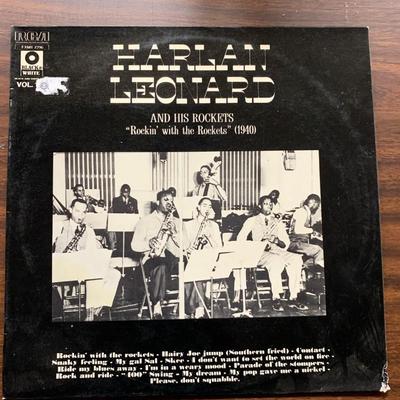 RCA
FXM1 7296
BLACK & WHITE
VOL.
HARLAN
LEONARD
AND HIS ROCKETS
"Rockin' with the Rockets" (1940)
Rockin' with the rockets - Hairy Joe jump (Southern fried) - Contact -
Snaky feeling - My gal Sal - Skee - I don't want to set the world on fire -
Ride my blues away - I'm in a wears mood - Parade of the stompers -
Rock and ride - "400" Swing - My dream - My pop gave me a nickel -
Please, don't squabble.